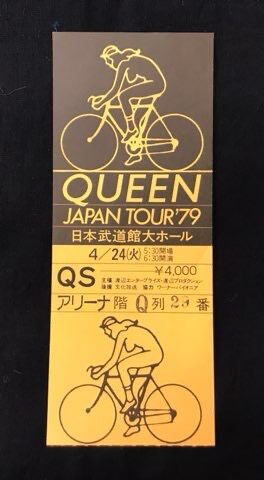 QUEEN
JAPAN TOUR'79
日本武道館大ホール
4/24(火) 5:30開場
6:30開演
¥4,000
QS 主催 渡辺エンタープライズ・渡辺プロダクション
後援 文化放送 協力 ワーナー・パイオニア
アリーナ階 Q列 23番